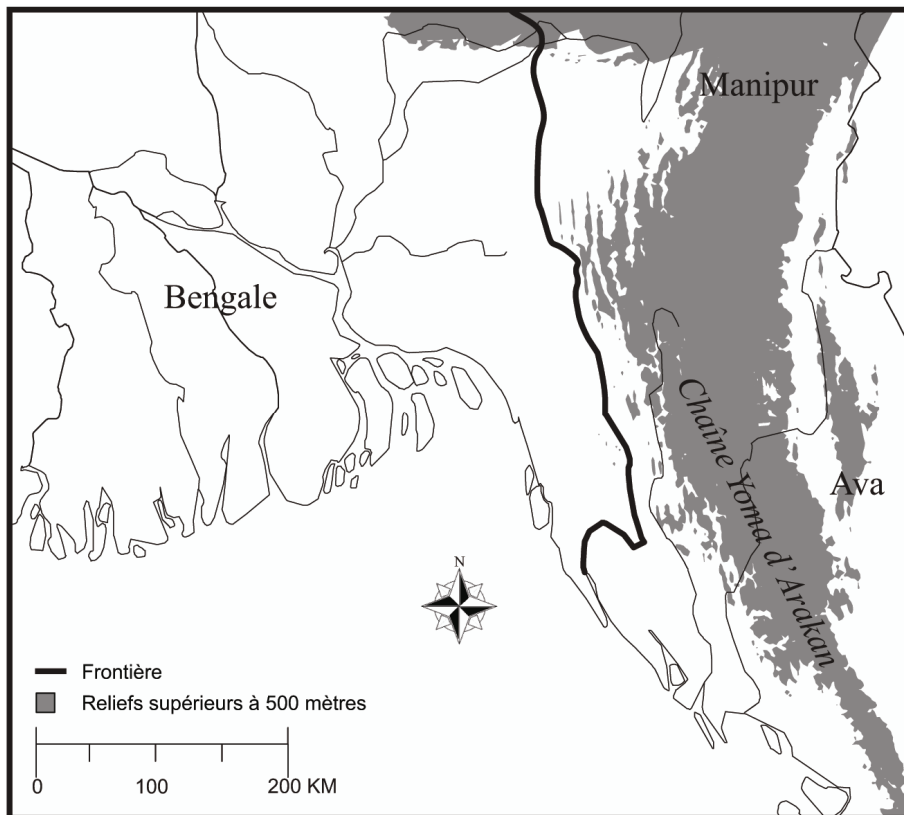 Manipur
Bengale
Chaîne Yoma d'Arakan
Ava
N
Frontière
Reliefs supérieurs à 500 mètres
0 100 200 KM